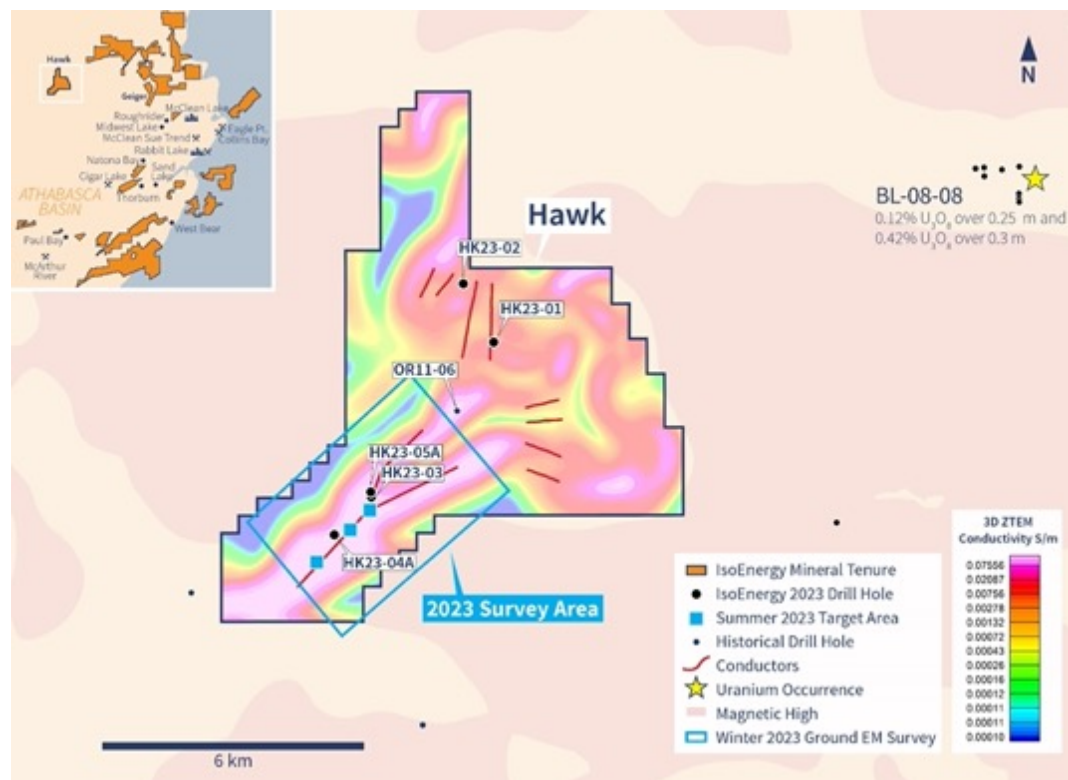 Hawk
Geiger
McClean Lake
Roughrider
Midwest Lake
McClean Sue Trend
Eagle Pt.
Collins Bay
Rabbit Lake
Natona Bay
Sand
Lake
Cigar Lake
Thorburn
ATHABASCA
BASIN
West Bear
Paul Bay
McArthur
River
N
BL-08-08
0.12% U₃O₈ over 0.25 m and
0.42% U₃O₈ over 0.3 m
Hawk
HK23-02
HK23-01
OR11-06
HK23-05A
HK23-03
HK23-04A
2023 Survey Area
6 km
IsoEnergy Mineral Tenure
IsoEnergy 2023 Drill Hole
Summer 2023 Target Area
Historical Drill Hole
Conductors
Uranium Occurrence
Magnetic High
Winter 2023 Ground EM Survey
3D ZTEM
Conductivity S/m
0.07556
0.02087
0.00756
0.00278
0.00132
0.00072
0.00043
0.00026
0.00016
0.00012
0.00011
0.00011
0.00010